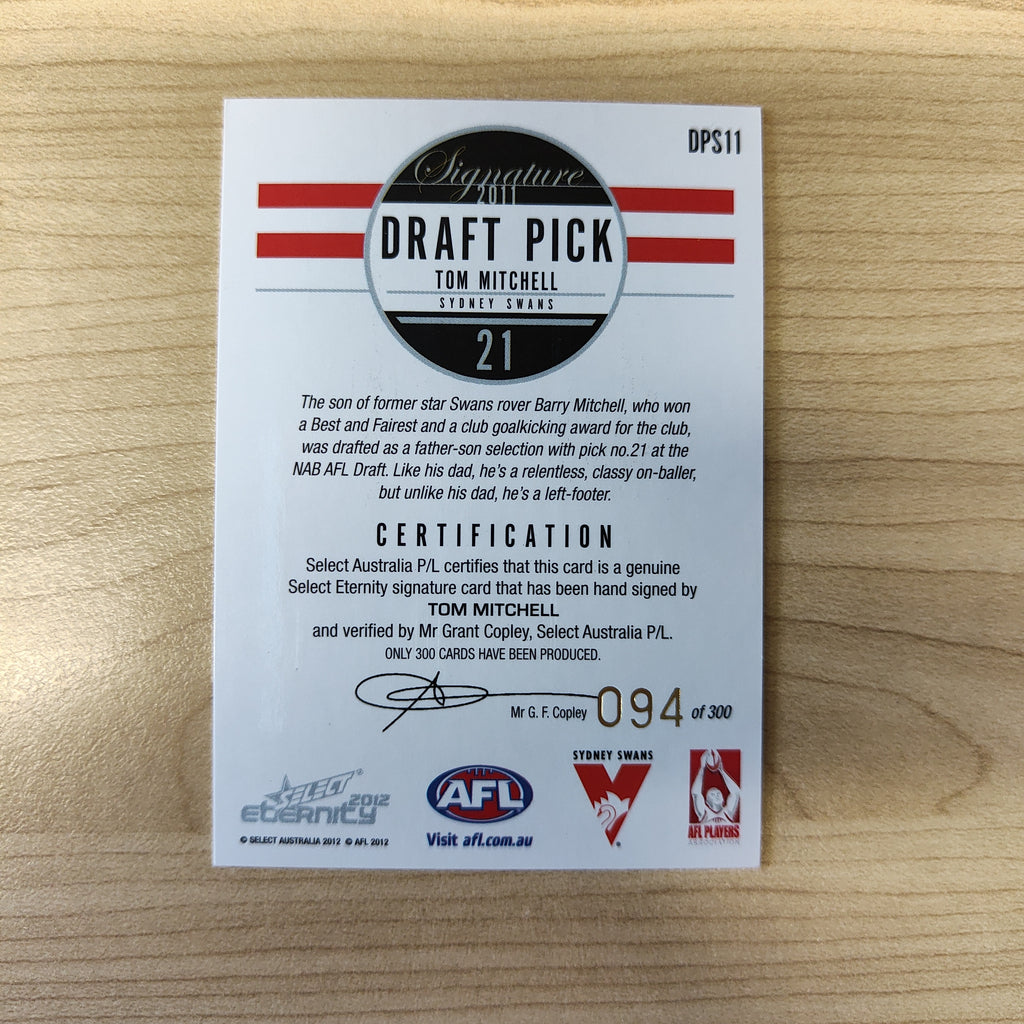 DPS11
Signature
2011
DRAFT PICK
TOM MITCHELL
SYDNEY SWANS
21
The son of former star Swans rover Barry Mitchell, who won
a Best and Fairest and a club goalkicking award for the club,
was drafted as a father-son selection with pick no.21 at the
NAB AFL Draft. Like his dad, he's a relentless, classy on-baller,
but unlike his dad, he's a left-footer.
CERTIFICATION
Select Australia P/L certifies that this card is a genuine
Select Eternity signature card that has been hand signed by
TOM MITCHELL
and verified by Mr Grant Copley, Select Australia P/L.
ONLY 300 CARDS HAVE BEEN PRODUCED.
Mr G. F. Copley 094 of 300
SELECT
eternity 2012
© SELECT AUSTRALIA 2012 © AFL 2012
AFL
Visit afl.com.au
SYDNEY SWANS
AFL PLAYERS
ASSOCIATION